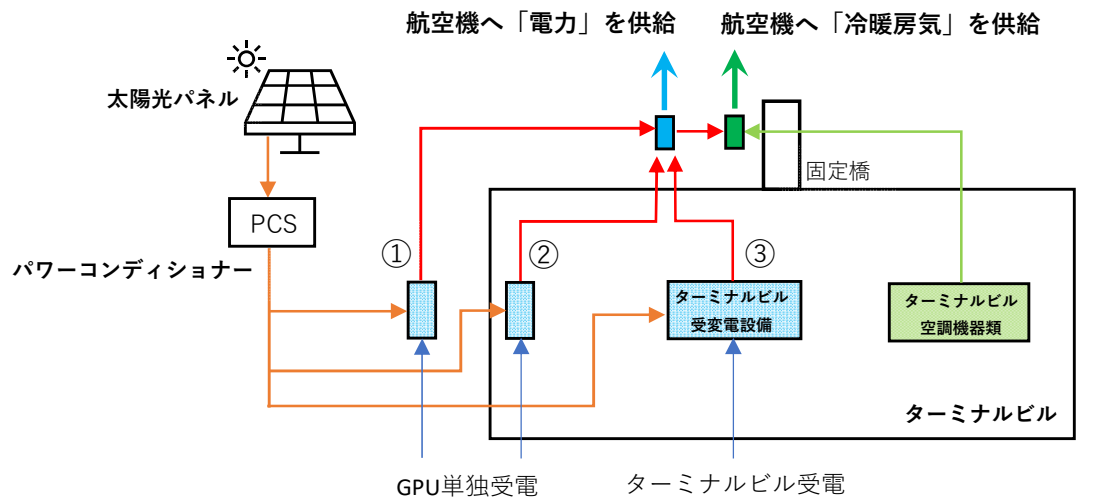 航空機へ「電力」を供給
航空機へ「冷暖房気」を供給
太陽光パネル
固定橋
PCS
パワーコンディショナー
①
②
③
ターミナルビル
受変電設備
ターミナルビル
空調機器類
ターミナルビル
GPU単独受電
ターミナルビル受電